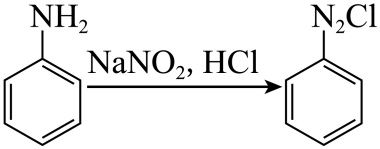 NH₂
N₂Cl
NaNO₂, HCl